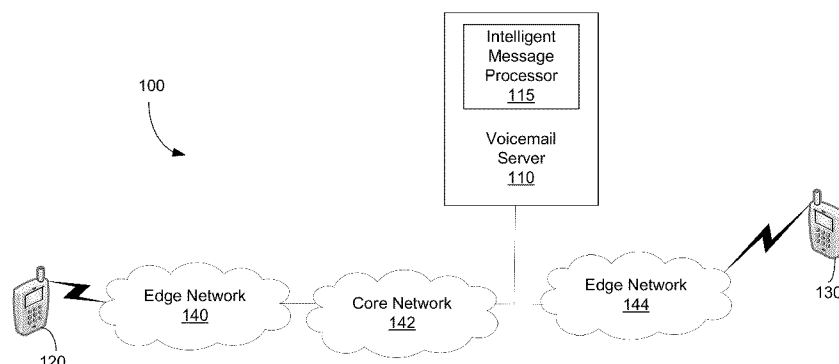 Intelligent
Message
Processor
115
100
Voicemail
Server
110
Edge Network
140
Core Network
142
Edge Network
144
120
130